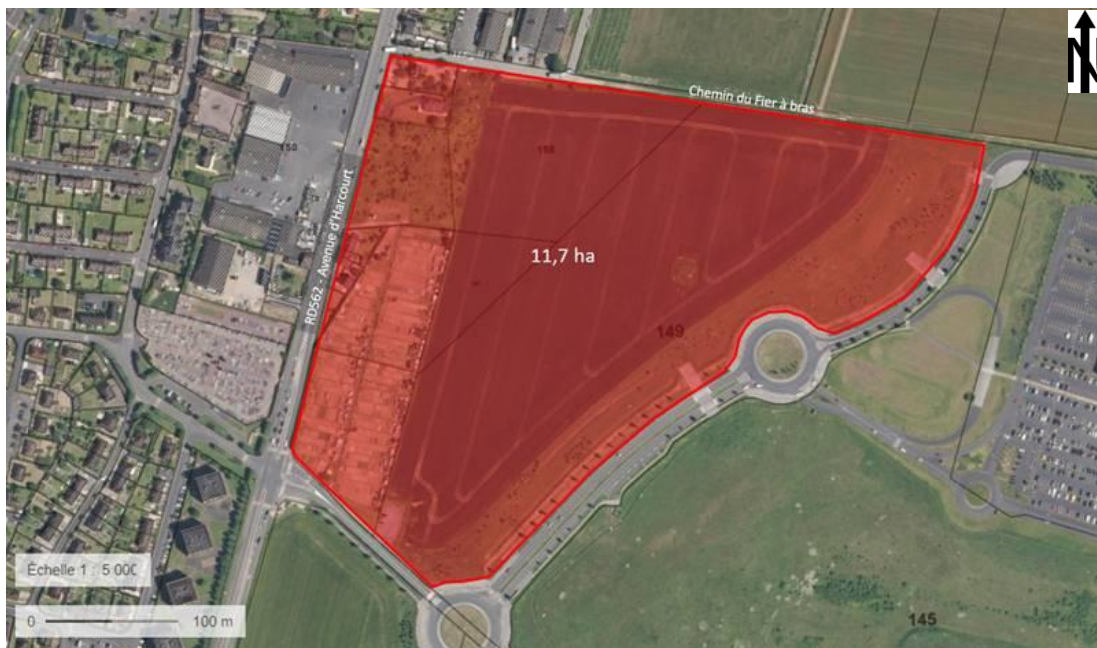 N
Chemin du Fier à bras
150
RD562 - Avenue d'Harcourt
11,7 ha
149
Échelle 1 : 5 000
0 100 m
145